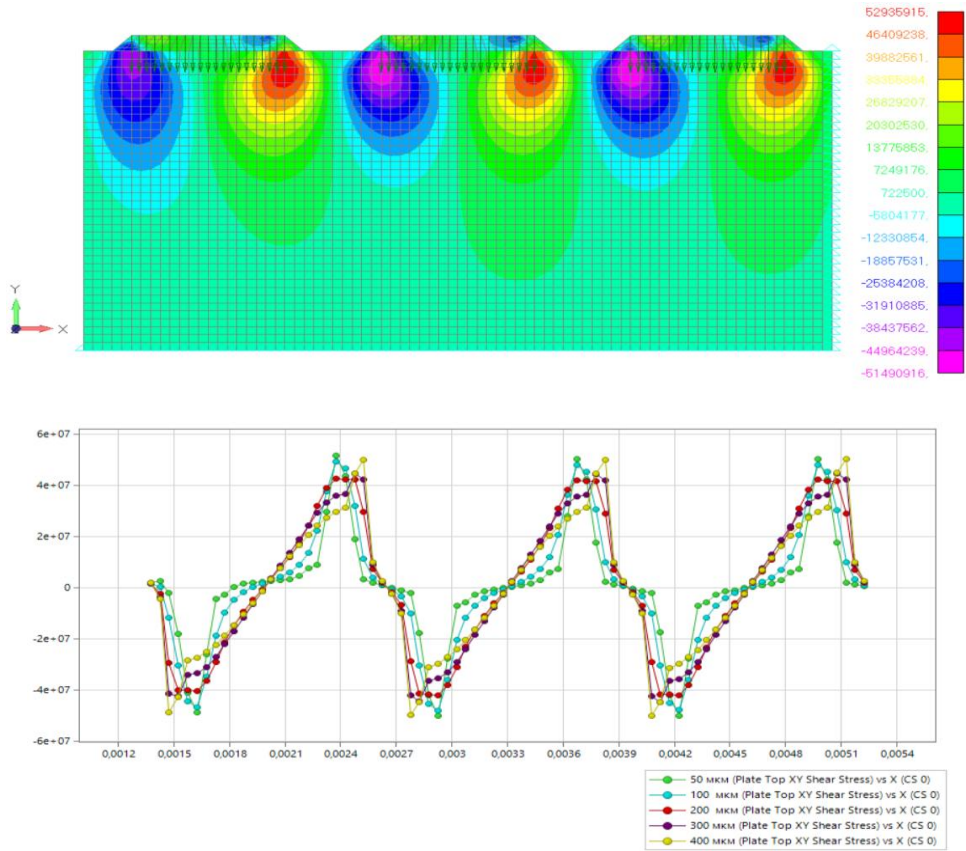 52935915.
46409238.
39882561.
33355884.
26829207.
20302530.
13775853.
7249176.
722500.
-5804177.
-12330854.
-18857531.
-25384208.
-31910885.
-38437562.
-44964239.
-51490916.
Y
X
6e+07
4e+07
2e+07
0
-2e+07
-4e+07
-6e+07
0,0012 0,0015 0,0018 0,0021 0,0024 0,0027 0,003 0,0033 0,0036 0,0039 0,0042 0,0045 0,0048 0,0051 0,0054
50 мкм (Plate Top XY Shear Stress) vs X (CS 0)
100 мкм (Plate Top XY Shear Stress) vs X (CS 0)
200 мкм (Plate Top XY Shear Stress) vs X (CS 0)
300 мкм (Plate Top XY Shear Stress) vs X (CS 0)
400 мкм (Plate Top XY Shear Stress) vs X (CS 0)